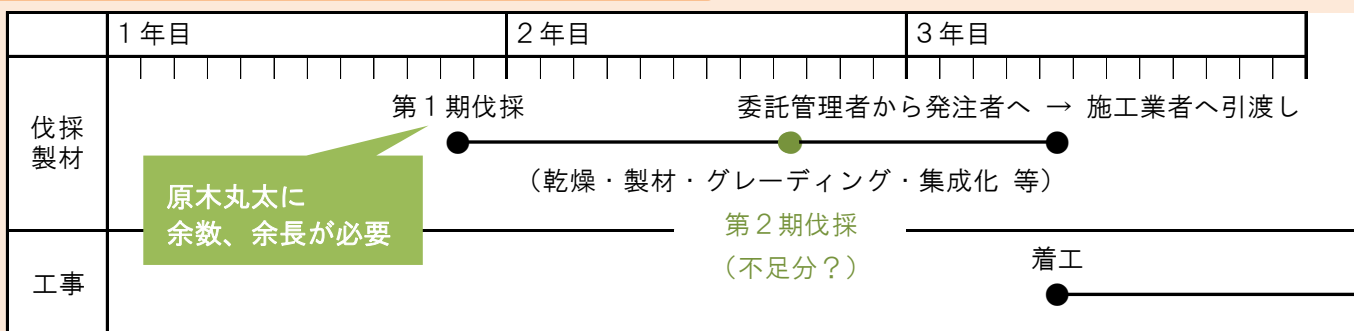 １年目
２年目
３年目
伐採
製材
第１期伐採
委託管理者から発注者へ → 施工業者へ引渡し
（乾燥・製材・グレーディング・集成化 等）
原木丸太に
余数、余長が必要
第２期伐採
（不足分？）
工事
着工